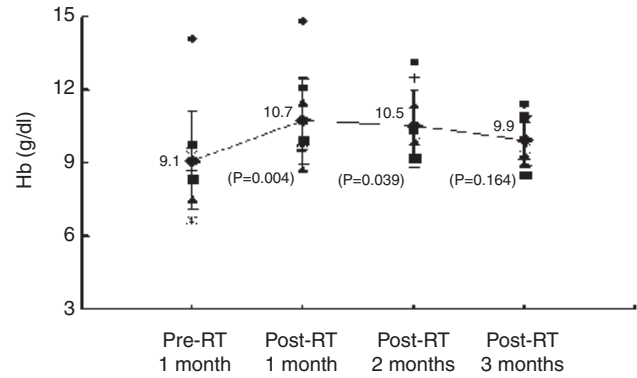 15
12
9
6
3
Hb (g/dl)
9.1
10.7
10.5
9.9
(P=0.004)
(P=0.039)
(P=0.164)
Pre-RT
1 month
Post-RT
1 month
Post-RT
2 months
Post-RT
3 months